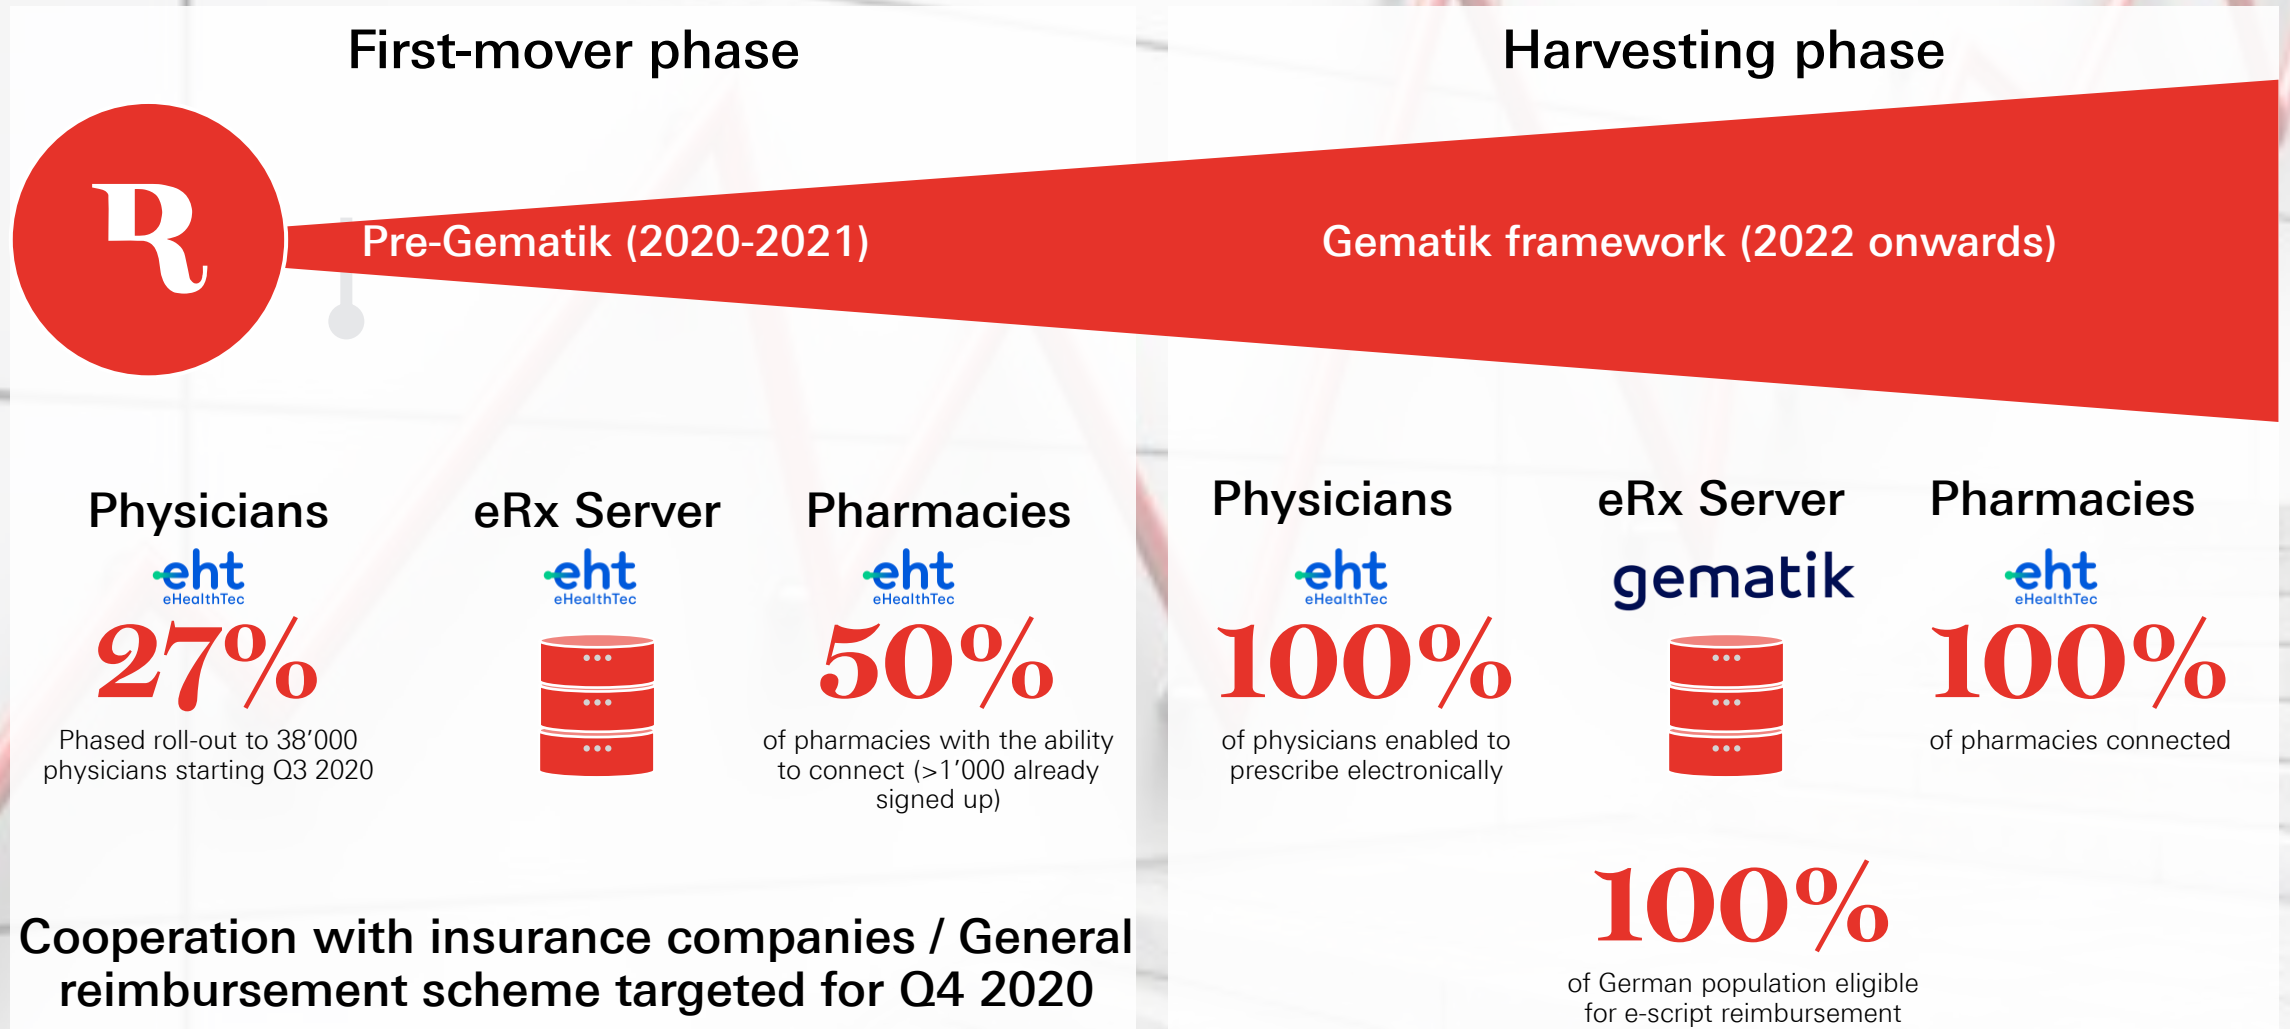 First-mover phase
Pre-Gematik (2020-2021)
Physicians
eht
eHealthTec
27%
Phased roll-out to 38'000
physicians starting Q3 2020
eRx Server
eht
eHealthTec
Pharmacies
eht
eHealthTec
50%
of pharmacies with the ability
to connect (>1'000 already
signed up)
Cooperation with insurance companies / General
reimbursement scheme targeted for Q4 2020
Harvesting phase
Gematik framework (2022 onwards)
Physicians
eht
eHealthTec
100%
of physicians enabled to
prescribe electronically
eRx Server
gematik
Pharmacies
eht
eHealthTec
100%
of pharmacies connected
100%
of German population eligible
for e-script reimbursement